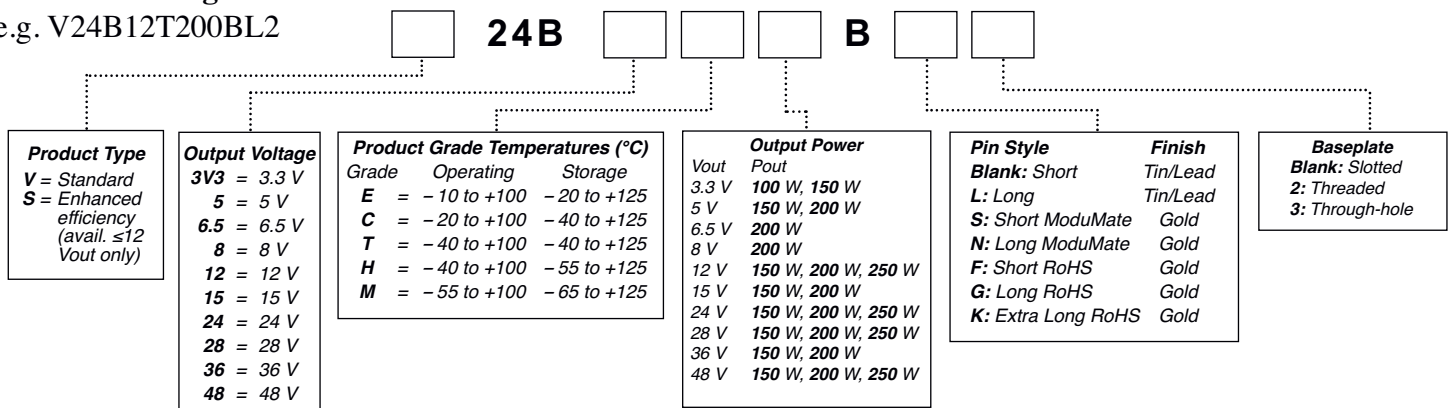 e.g. V24B12T200BL2
24B B
Product Type
V = Standard
S = Enhanced
efficiency
(avail. ≤12
Vout only)
Output Voltage
3V3 = 3.3 V
5 = 5 V
6.5 = 6.5 V
8 = 8 V
12 = 12 V
15 = 15 V
24 = 24 V
28 = 28 V
36 = 36 V
48 = 48 V
Product Grade Temperatures (°C)
Grade Operating Storage
E = – 10 to +100 – 20 to +125
C = – 20 to +100 – 40 to +125
T = – 40 to +100 – 40 to +125
H = – 40 to +100 – 55 to +125
M = – 55 to +100 – 65 to +125
Output Power
Vout Pout
3.3 V 100 W, 150 W
5 V 150 W, 200 W
6.5 V 200 W
8 V 200 W
12 V 150 W, 200 W, 250 W
15 V 150 W, 200 W
24 V 150 W, 200 W, 250 W
28 V 150 W, 200 W, 250 W
36 V 150 W, 200 W
48 V 150 W, 200 W, 250 W
Pin Style Finish
Blank: Short Tin/Lead
L: Long Tin/Lead
S: Short ModuMate Gold
N: Long ModuMate Gold
F: Short RoHS Gold
G: Long RoHS Gold
K: Extra Long RoHS Gold
Baseplate
Blank: Slotted
2: Threaded
3: Through-hole